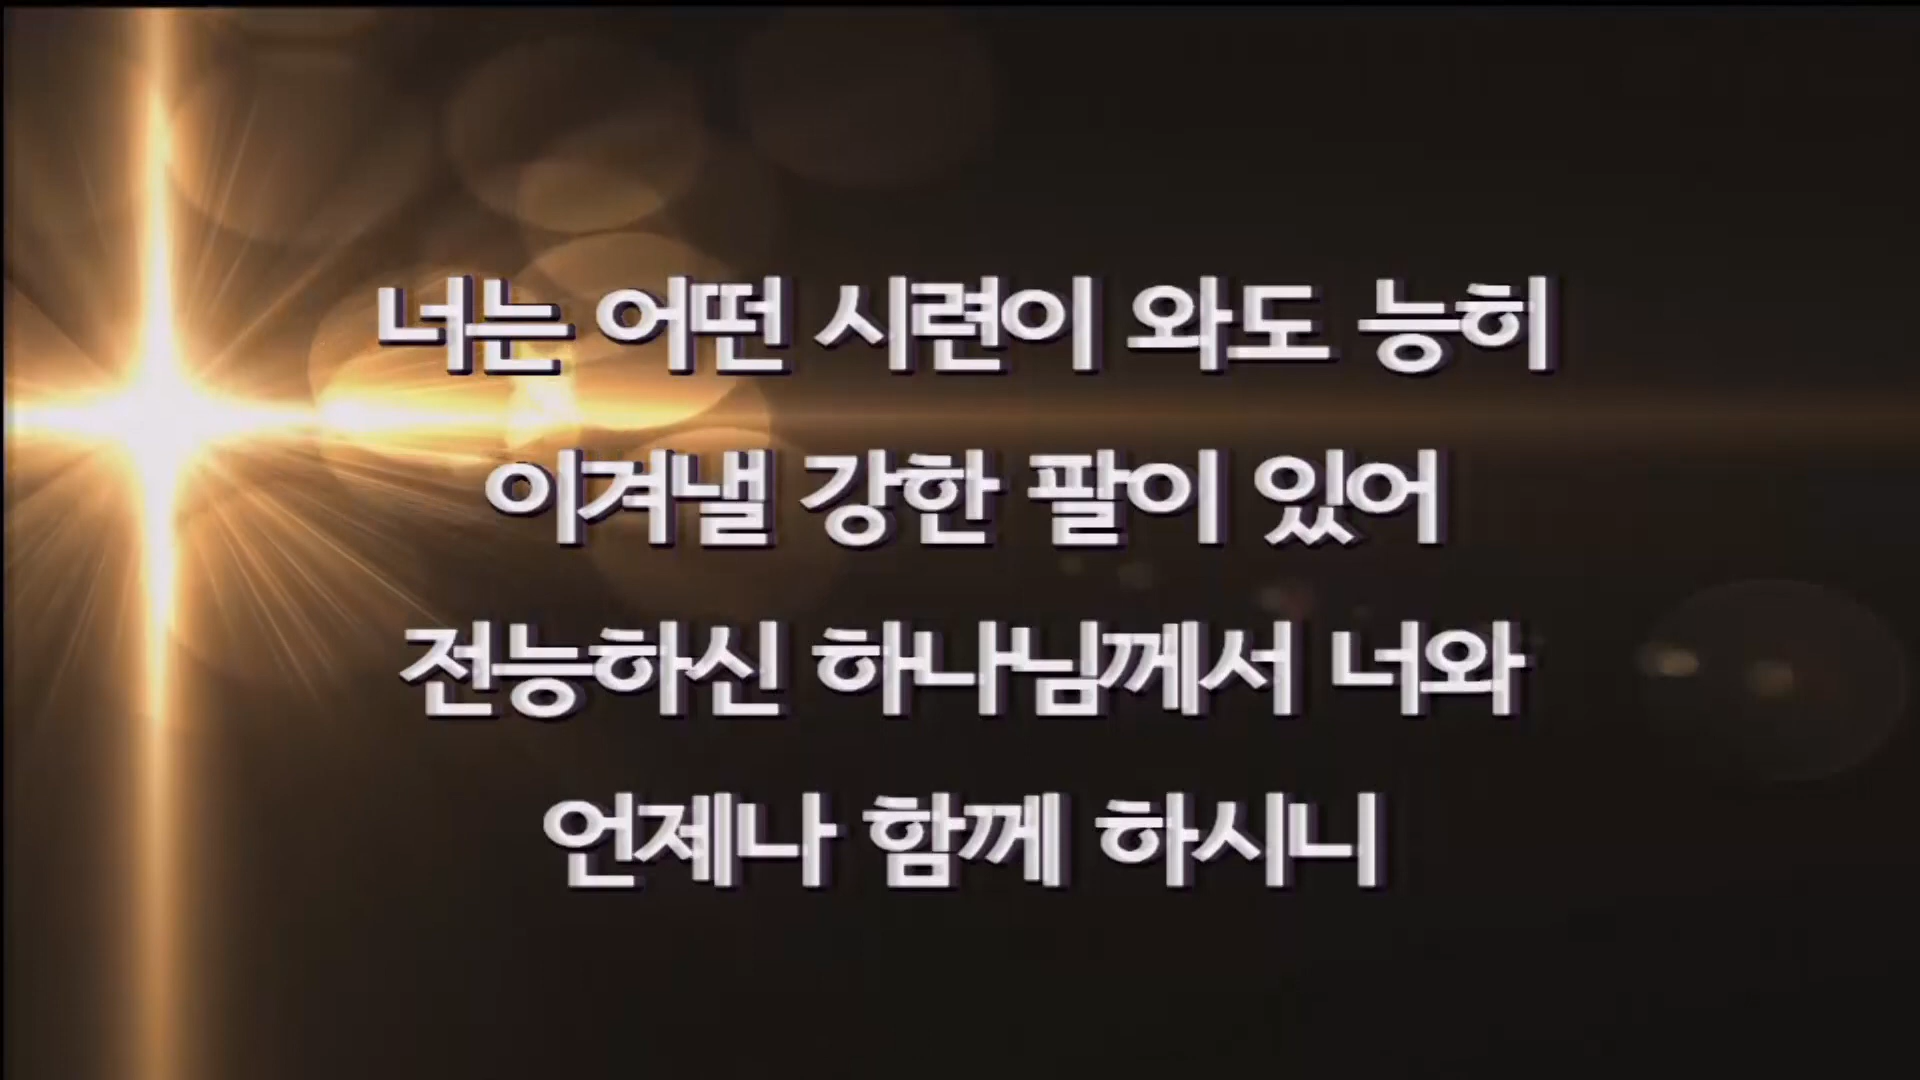 너는 어떤 시련이 와도 능히
이겨낼 강한 팔이 있어
전능하신 하나님께서 너와
언제나 함께 하시니